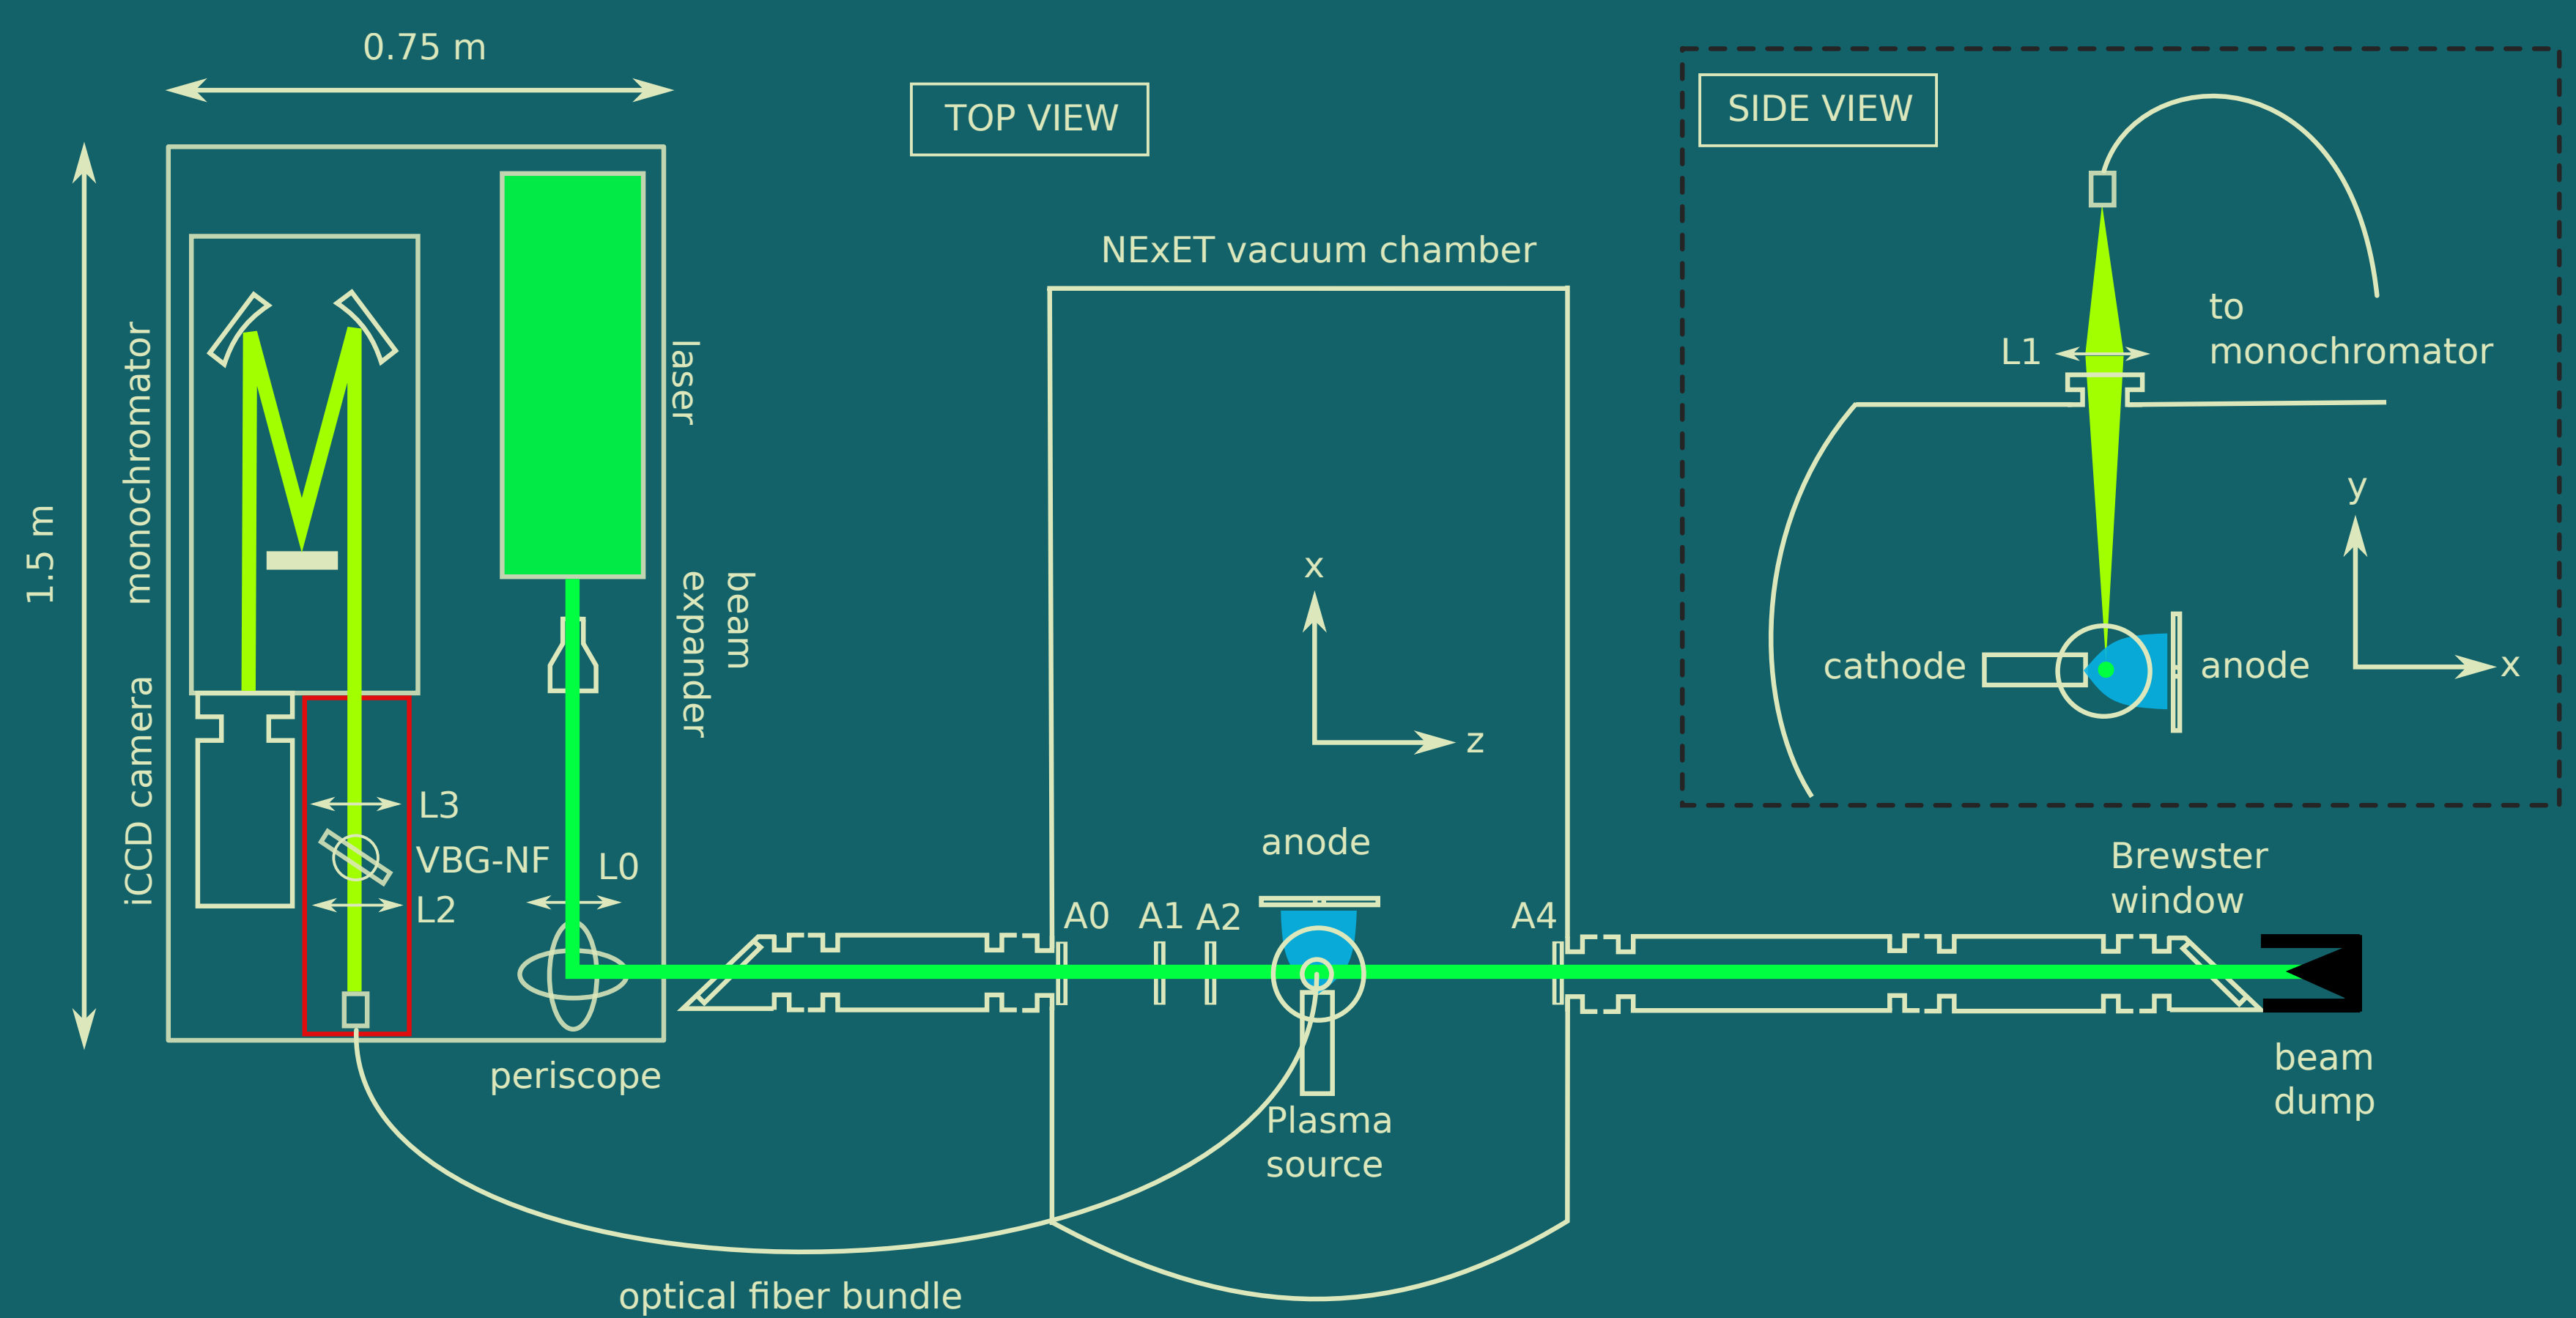 0.75 m
TOP VIEW
SIDE VIEW
NExET vacuum chamber
to
monochromator
L1
1.5 m
monochromator
laser
y
x
beam
expander
x
z
cathode
anode
iCCD camera
L3
VBG-NF
L0
L2
anode
A0
A1
A2
A4
Brewster
window
periscope
beam
dump
Plasma
source
optical fiber bundle